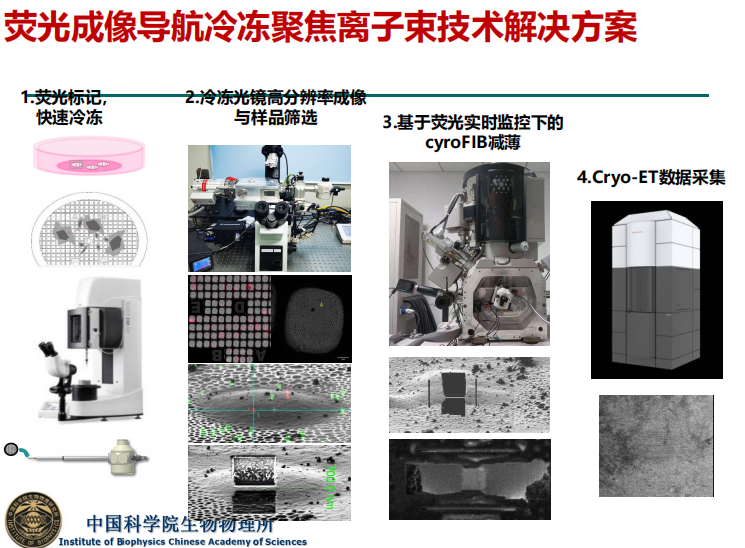 荧光成像导航冷冻聚焦离子束技术解决方案
1.荧光标记，
快速冷冻
2.冷冻光镜高分辨率成像
与样品筛选
3.基于荧光实时监控下的
cyroFIB减薄
4.Cryo-ET数据采集
中国科学院生物物理所
Institute of Biophysics Chinese Academy of Sciences